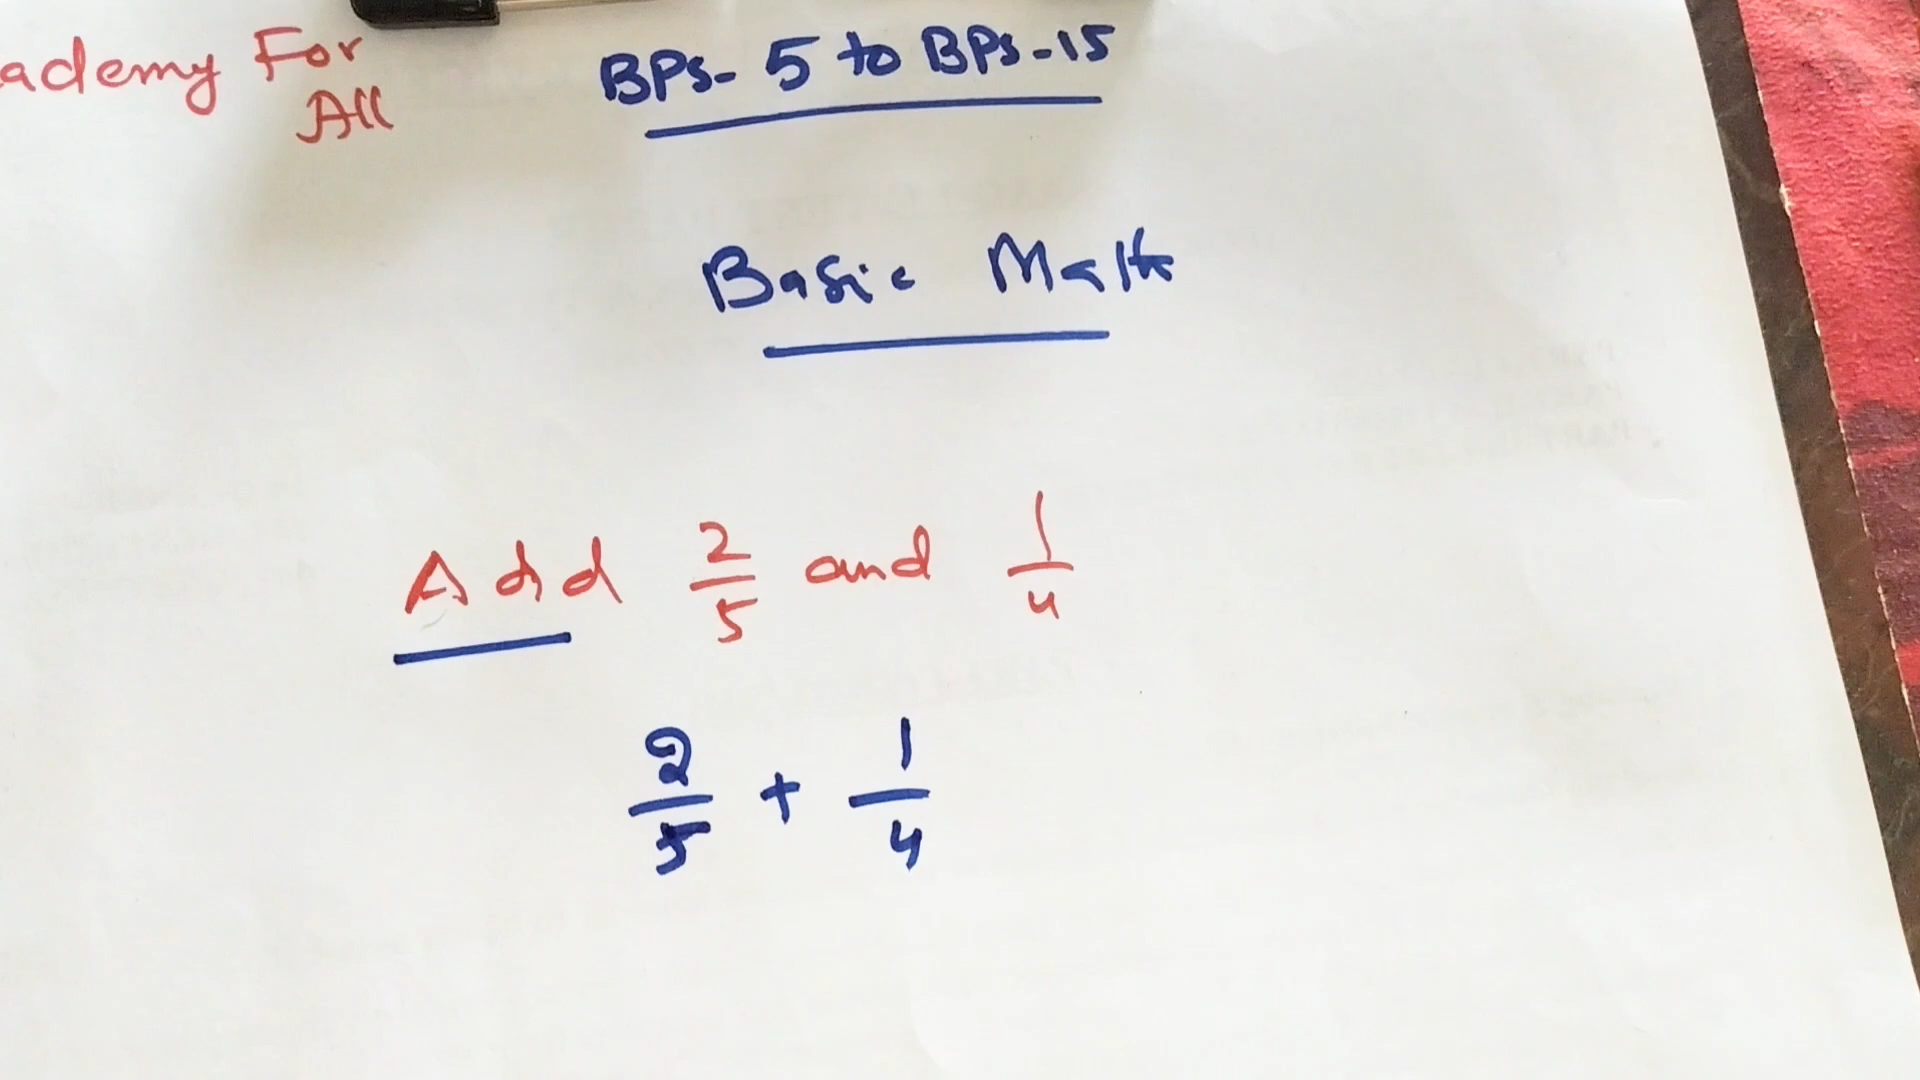 ademy For
All
BPS- 5 to BPS-15
Basic Math
Add 2/5 and 1/4
2/5 + 1/4